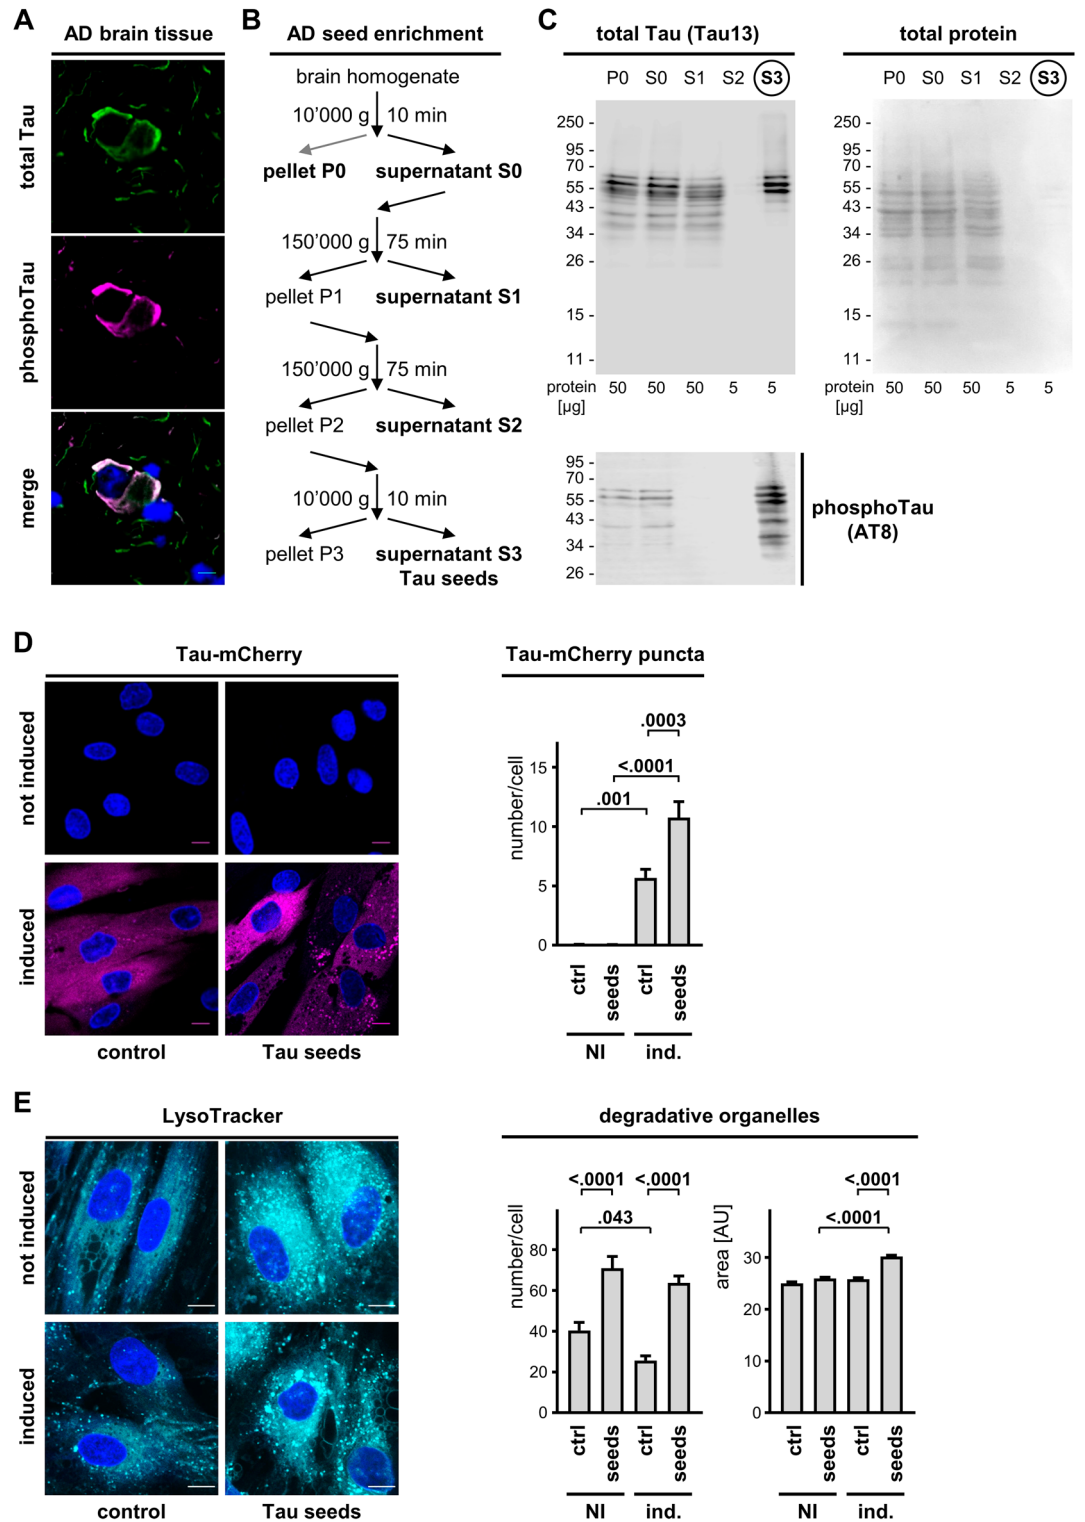 A
AD brain tissue
total Tau
phosphoTau
merge
B
AD seed enrichment
brain homogenate
10'000 g 10 min
pellet P0 supernatant S0
150'000 g 75 min
pellet P1 supernatant S1
150'000 g 75 min
pellet P2 supernatant S2
10'000 g 10 min
pellet P3 supernatant S3
Tau seeds
C
total Tau (Tau13)
P0 S0 S1 S2 S3
250 -
95 -
70 -
55 -
43 -
34 -
26 -
15 -
11 -
protein 50 50 50 5 5
[µg]
total protein
P0 S0 S1 S2 S3
250 -
95 -
70 -
55 -
43 -
34 -
26 -
15 -
11 -
protein 50 50 50 5 5
[µg]
95 -
70 -
55 -
43 -
34 -
26 -
phosphoTau
(AT8)
D
Tau-mCherry
not induced
induced
control Tau seeds
Tau-mCherry puncta
number/cell
.0003
<.0001
.001
15
10
5
0
ctrl seeds ctrl seeds
NI ind.
E
LysoTracker
not induced
induced
control Tau seeds
degradative organelles
number/cell
<.0001 <.0001
.043
80
60
40
20
0
ctrl seeds ctrl seeds
NI ind.
area [AU]
<.0001
<.0001
30
20
10
0
ctrl seeds ctrl seeds
NI ind.